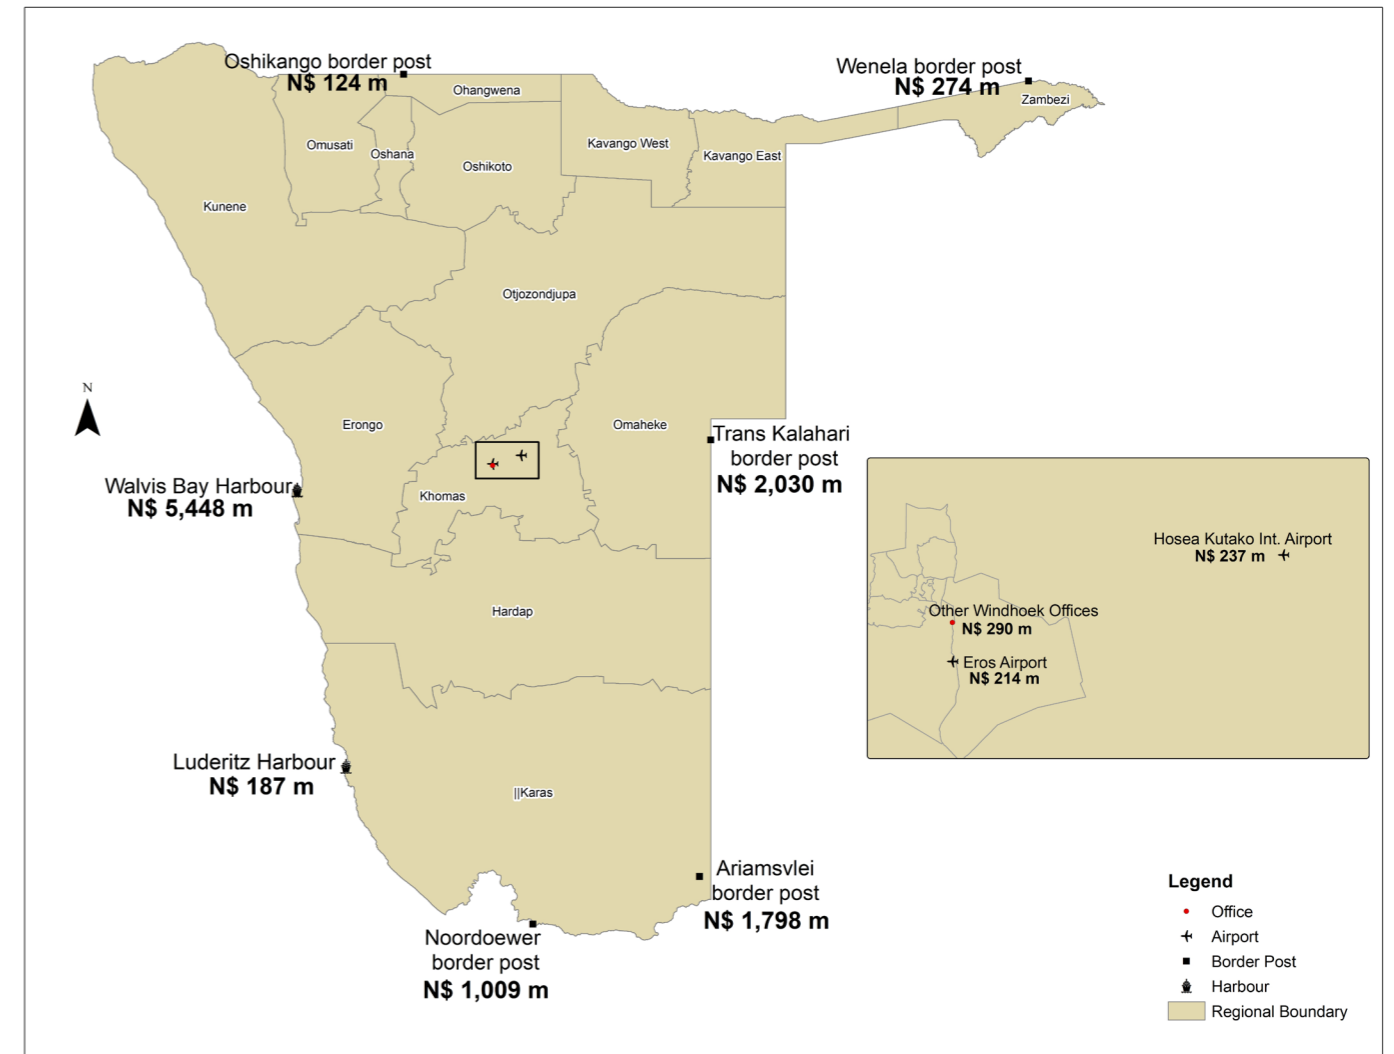 Oshikango border post
N$ 124 m
Wenela border post
N$ 274 m
Ohangwena
Zambezi
Omusati
Oshana
Oshikoto
Kavango West
Kavango East
Kunene
Otjozondjupa
N
Erongo
Omaheke
Trans Kalahari
border post
N$ 2,030 m
Walvis Bay Harbour
N$ 5,448 m
Khomas
Hosea Kutako Int. Airport
N$ 237 m
Other Windhoek Offices
N$ 290 m
Eros Airport
N$ 214 m
Hardap
Luderitz Harbour
N$ 187 m
||Karas
Ariamsvlei
border post
N$ 1,798 m
Noordoewer
border post
N$ 1,009 m
Legend
Office
Airport
Border Post
Harbour
Regional Boundary